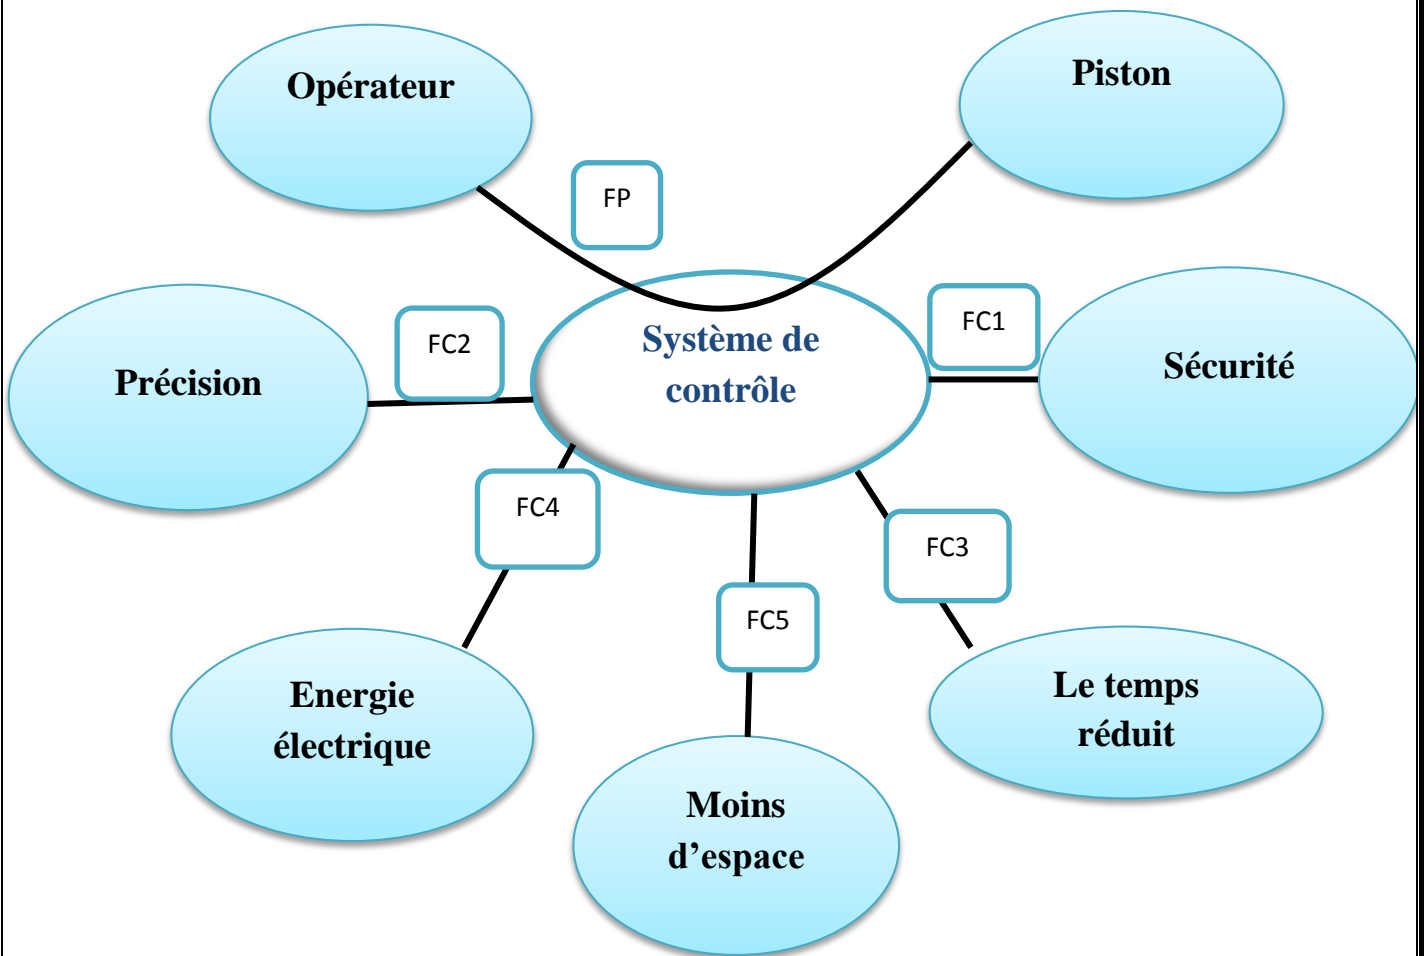 Opérateur
Piston
FP
FC1
FC2
Système de
contrôle
Sécurité
Précision
FC4
FC3
FC5
Energie
électrique
Le temps
réduit
Moins
d’espace